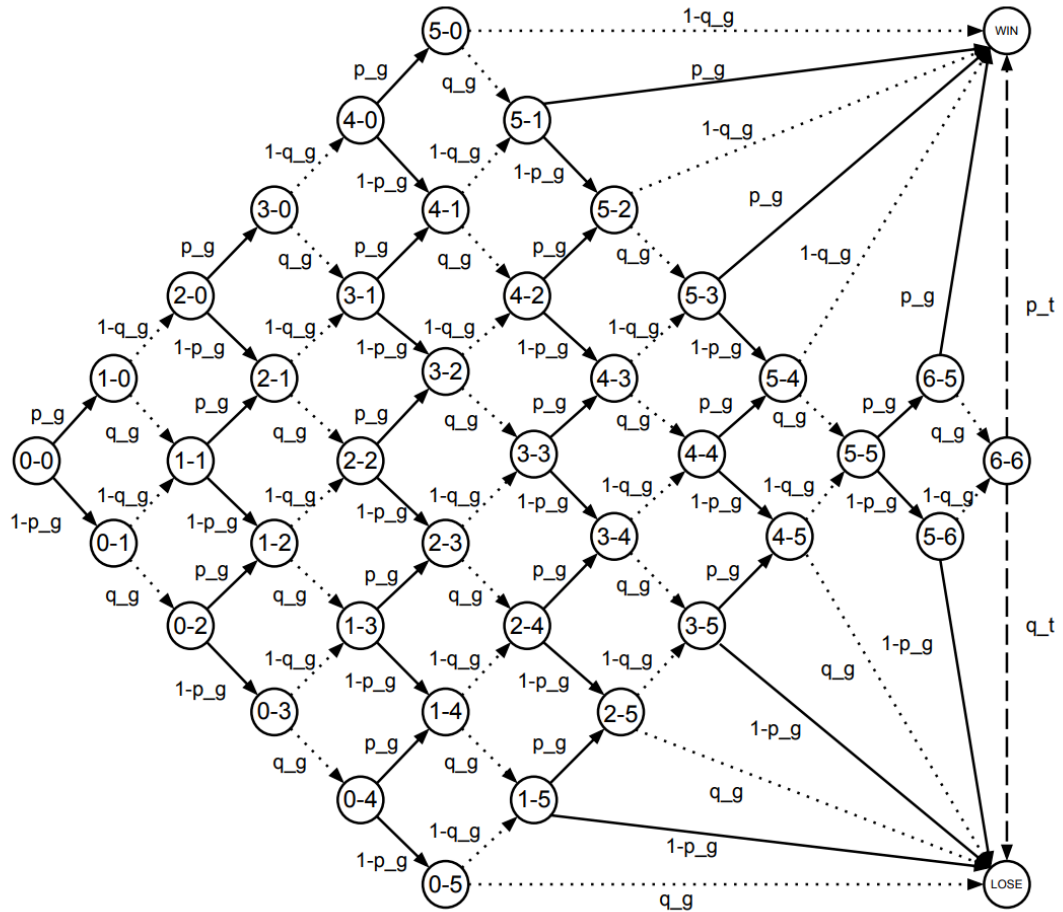 5-0
1-q_g
WIN
p_g
q_g
p_g
4-0
5-1
1-q_g
1-q_g
1-q_g
1-p_g
1-p_g
3-0
4-1
5-2
p_g
p_g
q_g
p_g
q_g
p_g
q_g
1-q_g
2-0
3-1
4-2
5-3
p_g
p_t
1-q_g
1-q_g
1-q_g
1-q_g
1-p_g
1-p_g
1-p_g
1-p_g
1-0
2-1
3-2
4-3
5-4
6-5
p_g
p_g
p_g
p_g
p_g
p_g
q_g
q_g
q_g
q_g
q_g
q_g
0-0
1-1
2-2
3-3
4-4
5-5
6-6
1-q_g
1-q_g
1-q_g
1-q_g
1-q_g
1-q_g
1-p_g
1-p_g
1-p_g
1-p_g
1-p_g
1-p_g
0-1
1-2
2-3
3-4
4-5
5-6
p_g
p_g
p_g
p_g
q_g
q_g
q_g
q_g
0-2
1-3
2-4
3-5
q_t
1-p_g
1-q_g
1-q_g
1-q_g
q_g
1-p_g
1-p_g
1-p_g
0-3
1-4
2-5
1-p_g
p_g
p_g
q_g
q_g
q_g
0-4
1-5
1-q_g
1-p_g
1-p_g
0-5
q_g
LOSE